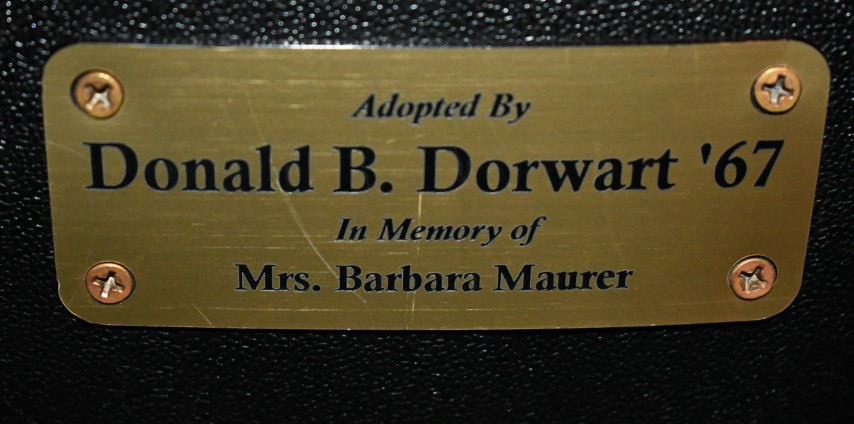 Adopted By
Donald B. Dorwart '67
In Memory of
Mrs. Barbara Maurer